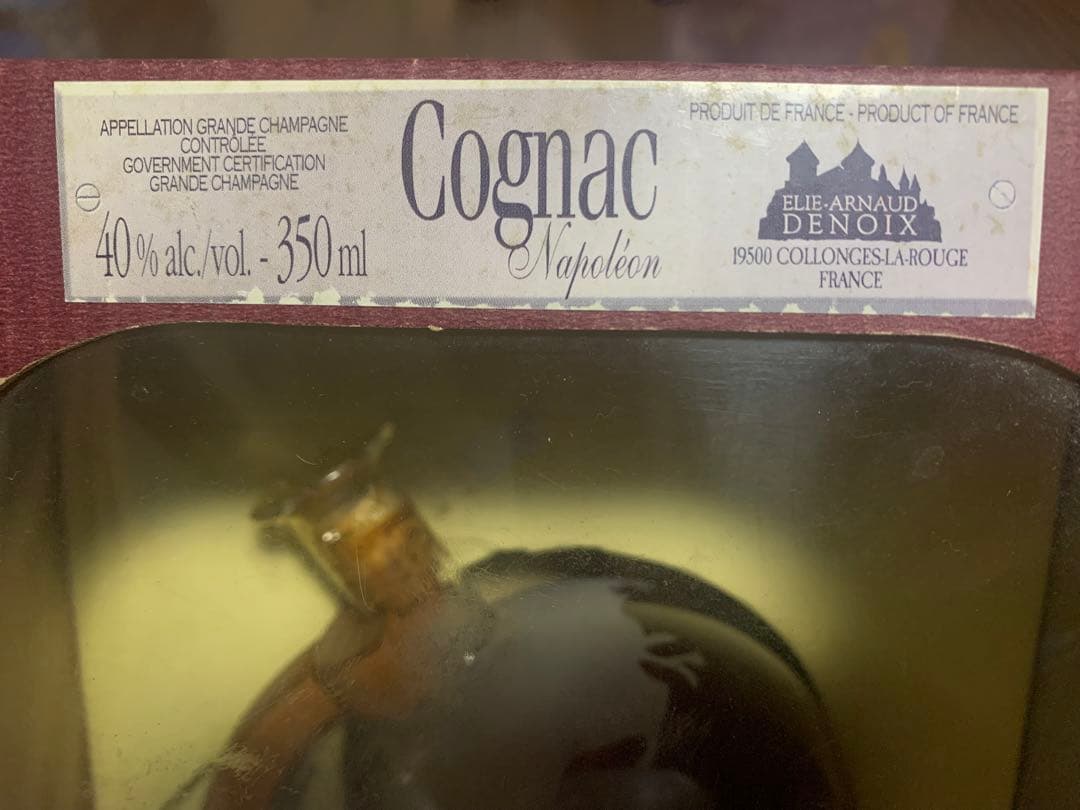 APPELLATION GRANDE CHAMPAGNE
CONTRÔLÉE
GOVERNMENT CERTIFICATION
GRANDE CHAMPAGNE
40% alc./vol. - 350 ml
Cognac
Napoléon
PRODUIT DE FRANCE - PRODUCT OF FRANCE
ELIE-ARNAUD
DENOIX
19500 COLLONGES-LA-ROUGE
FRANCE